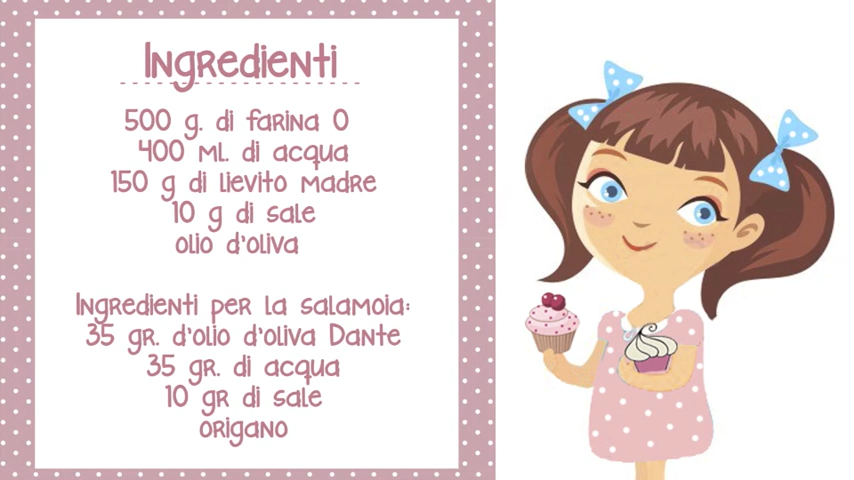 Ingredienti
500 g. di farina 0
400 ml. di acqua
150 g di lievito madre
10 g di sale
olio d'oliva
Ingredienti per la salamoia:
35 gr. d'olio d'oliva Dante
35 gr. di acqua
10 gr di sale
origano